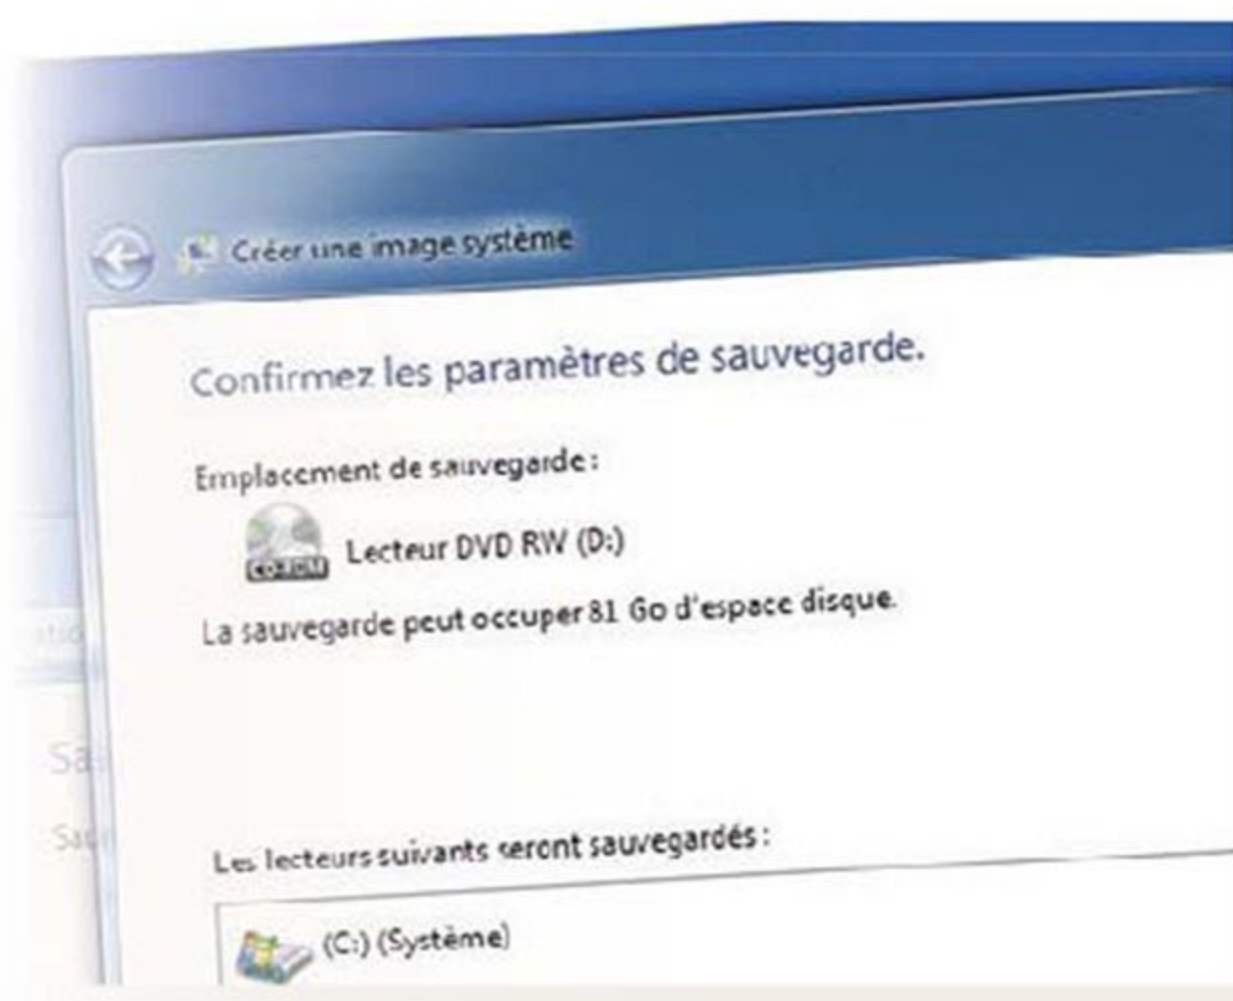 Créer une image système
Confirmez les paramètres de sauvegarde.
Emplacement de sauvegarde :
CD-ROM
Lecteur DVD RW (D:)
La sauvegarde peut occuper 81 Go d'espace disque.
Les lecteurs suivants seront sauvegardés :
(C:) (Système)